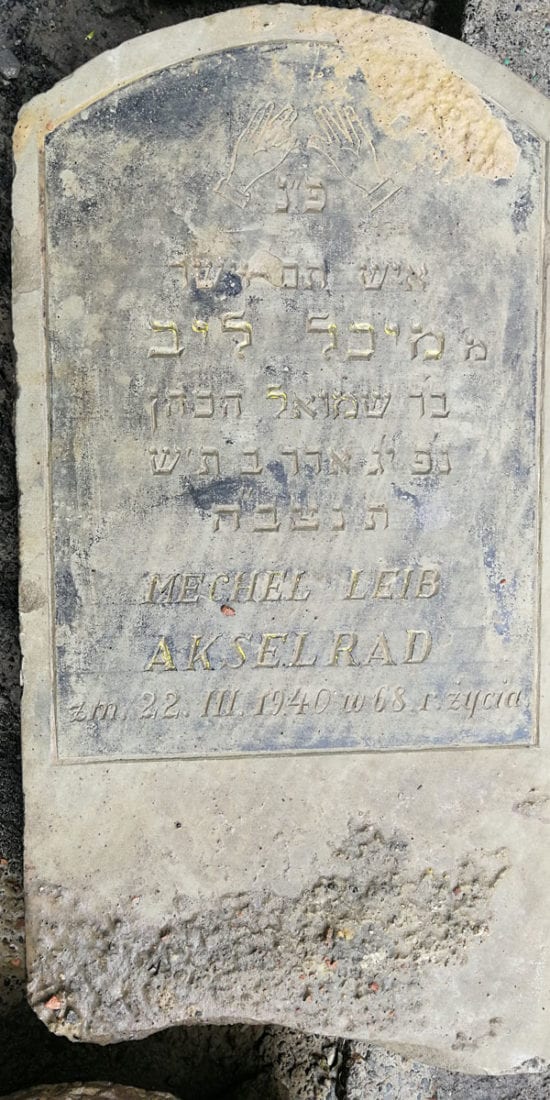 פ"נ
איש תם וישר
מ מיכל ליב
בר שמואל הכהן
נפ יג אדר ב ת"ש
ת נ צ ב ה
MECHEL LEIB
AKSELRAD
zm. 22. III. 1940 w 68 r. życia